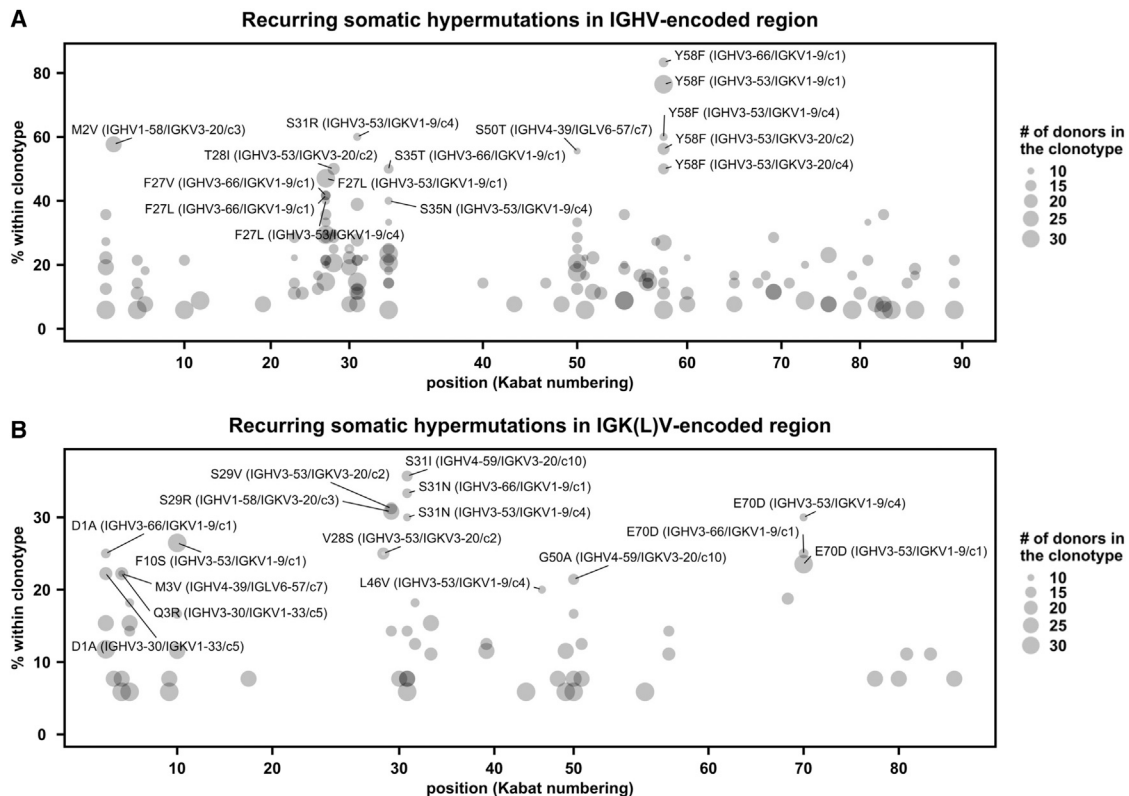 A
Recurring somatic hypermutations in IGHV-encoded region
% within clonotype
80
60
40
20
0
Y58F (IGHV3-66/IGKV1-9/c1)
Y58F (IGHV3-53/IGKV1-9/c1)
Y58F (IGHV3-53/IGKV1-9/c4)
M2V (IGHV1-58/IGKV3-20/c3)
S31R (IGHV3-53/IGKV1-9/c4)
S50T (IGHV4-39/IGLV6-57/c7)
Y58F (IGHV3-53/IGKV3-20/c2)
T28I (IGHV3-53/IGKV3-20/c2)
S35T (IGHV3-66/IGKV1-9/c1)
Y58F (IGHV3-53/IGKV3-20/c4)
F27V (IGHV3-66/IGKV1-9/c1)
F27L (IGHV3-53/IGKV1-9/c1)
F27L (IGHV3-66/IGKV1-9/c1)
S35N (IGHV3-53/IGKV1-9/c4)
F27L (IGHV3-53/IGKV1-9/c4)
10 20 30 40 50 60 70 80 90
position (Kabat numbering)
# of donors in
the clonotype
10
15
20
25
30
B
Recurring somatic hypermutations in IGK(L)V-encoded region
% within clonotype
30
20
10
0
S31I (IGHV4-59/IGKV3-20/c10)
S29V (IGHV3-53/IGKV3-20/c2)
S31N (IGHV3-66/IGKV1-9/c1)
S29R (IGHV1-58/IGKV3-20/c3)
S31N (IGHV3-53/IGKV1-9/c4)
E70D (IGHV3-53/IGKV1-9/c4)
D1A (IGHV3-66/IGKV1-9/c1)
E70D (IGHV3-66/IGKV1-9/c1)
V28S (IGHV3-53/IGKV3-20/c2)
E70D (IGHV3-53/IGKV1-9/c1)
F10S (IGHV3-53/IGKV1-9/c1)
G50A (IGHV4-59/IGKV3-20/c10)
M3V (IGHV4-39/IGLV6-57/c7)
L46V (IGHV3-53/IGKV1-9/c4)
Q3R (IGHV3-30/IGKV1-33/c5)
D1A (IGHV3-30/IGKV1-33/c5)
10 20 30 40 50 60 70 80
position (Kabat numbering)
# of donors in
the clonotype
10
15
20
25
30